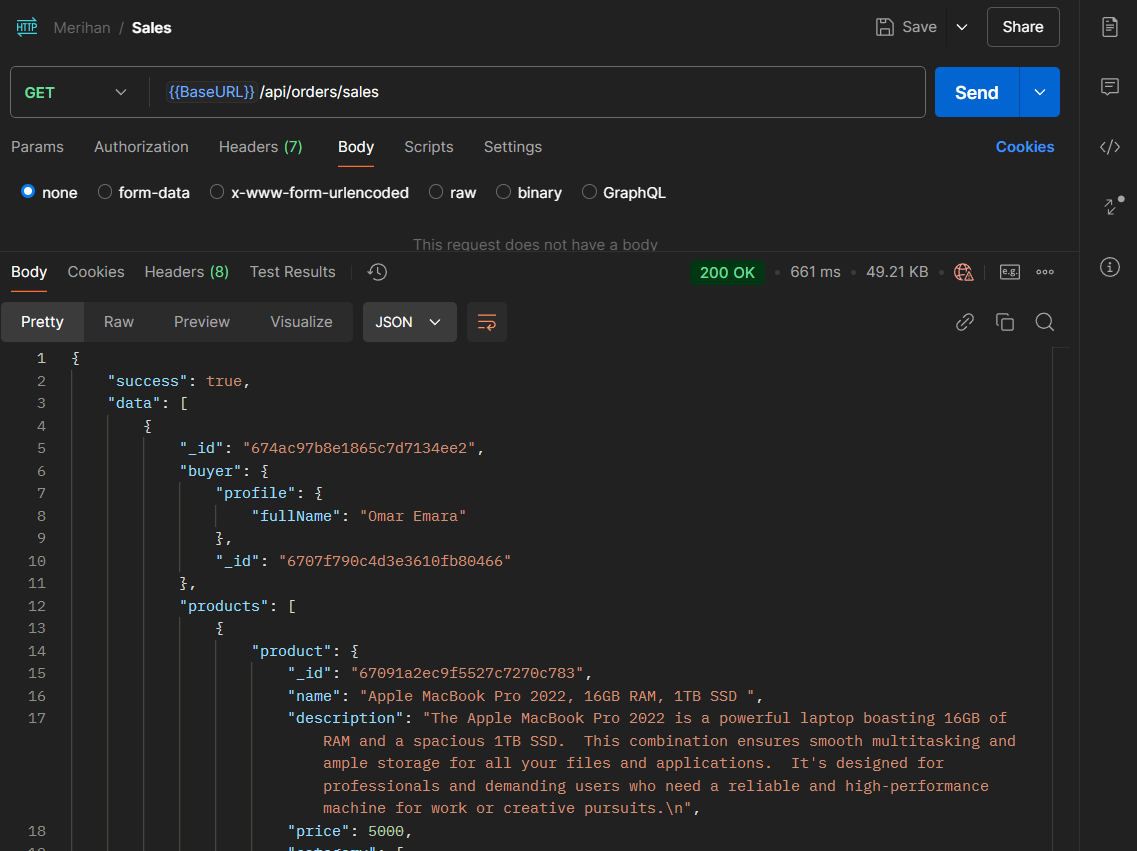 HTTP Merihan / Sales Save Share
GET {{BaseURL}} /api/orders/sales Send
Params Authorization Headers (7) Body Scripts Settings Cookies
none form-data x-www-form-urlencoded raw binary GraphQL
This request does not have a body
Body Cookies Headers (8) Test Results 200 OK 661 ms 49.21 KB e.g.
Pretty Raw Preview Visualize JSON
1 {
2 "success": true,
3 "data": [
4 {
5 "_id": "674ac97b8e1865c7d7134ee2",
6 "buyer": {
7 "profile": {
8 "fullName": "Omar Emara"
9 },
10 "_id": "6707f790c4d3e3610fb80466"
11 },
12 "products": [
13 {
14 "product": {
15 "_id": "67091a2ec9f5527c7270c783",
16 "name": "Apple MacBook Pro 2022, 16GB RAM, 1TB SSD ",
17 "description": "The Apple MacBook Pro 2022 is a powerful laptop boasting 16GB of
RAM and a spacious 1TB SSD.  This combination ensures smooth multitasking and
ample storage for all your files and applications.  It's designed for
professionals and demanding users who need a reliable and high-performance
machine for work or creative pursuits.\n",
18 "price": 5000,